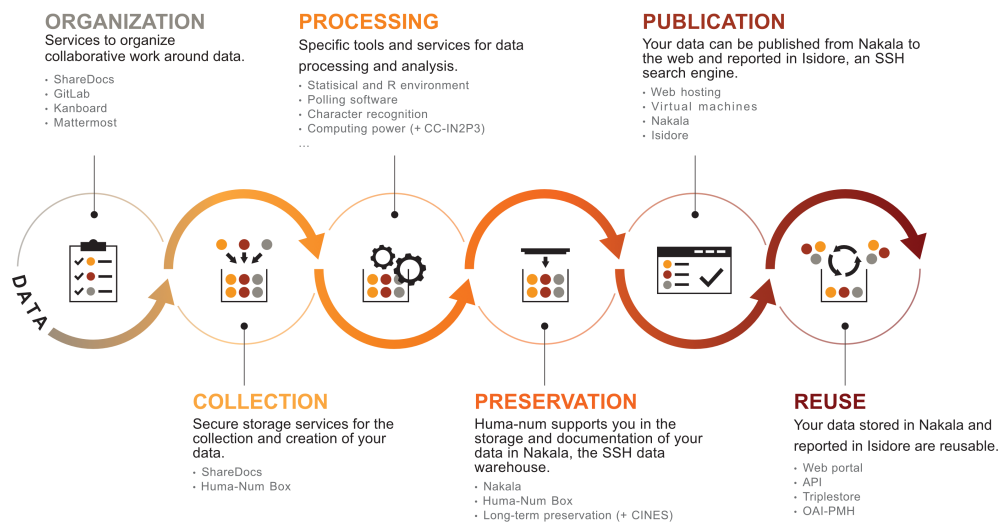 ORGANIZATION
Services to organize
collaborative work around data.
• ShareDocs
• GitLab
• Kanboard
• Mattermost
PROCESSING
Specific tools and services for data
processing and analysis.
• Statisical and R environment
• Polling software
• Character recognition
• Computing power (+ CC-IN2P3)
...
PUBLICATION
Your data can be published from Nakala to
the web and reported in Isidore, an SSH
search engine.
• Web hosting
• Virtual machines
• Nakala
• Isidore
DATA
COLLECTION
Secure storage services for the
collection and creation of your
data.
• ShareDocs
• Huma-Num Box
PRESERVATION
Huma-num supports you in the
storage and documentation of your
data in Nakala, the SSH data
warehouse.
• Nakala
• Huma-Num Box
• Long-term preservation (+ CINES)
REUSE
Your data stored in Nakala and
reported in Isidore are reusable.
• Web portal
• API
• Triplestore
• OAI-PMH